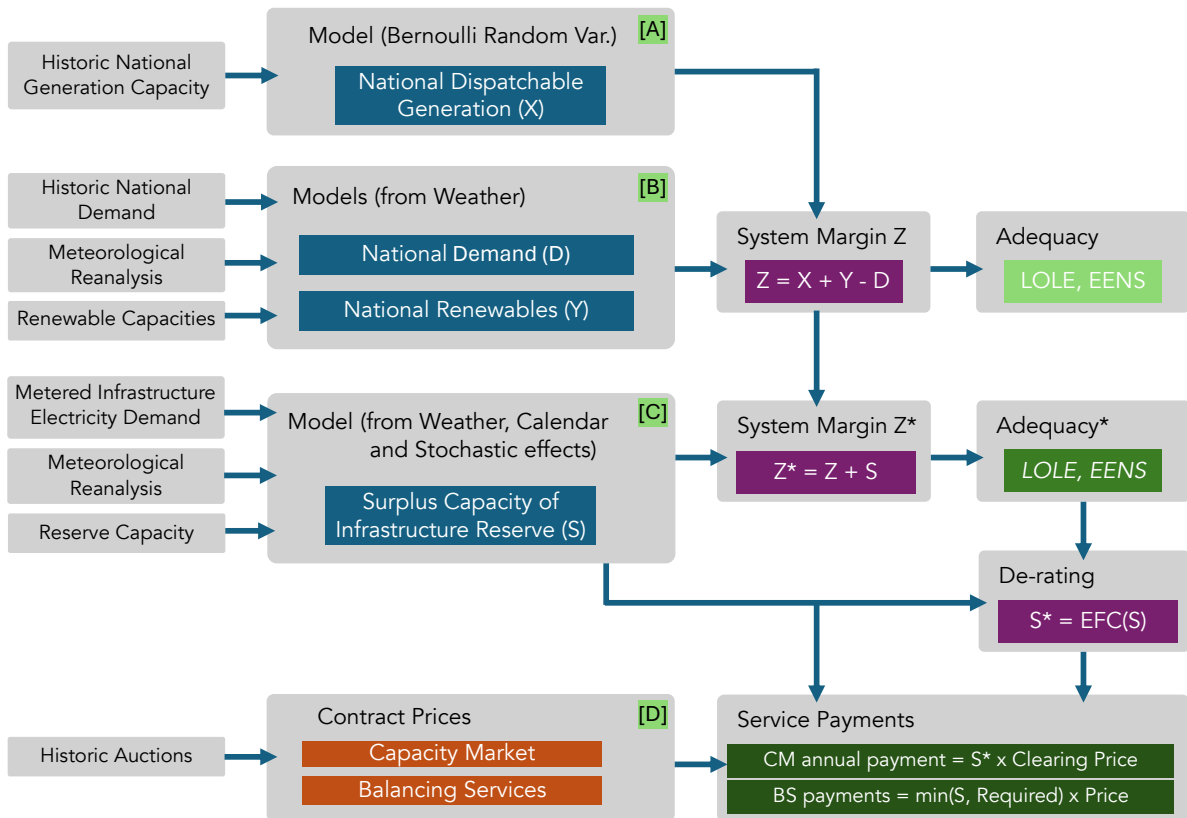 Historic National
Generation Capacity
Model (Bernoulli Random Var.)
[A]
National Dispatchable
Generation (X)
Historic National
Demand
Meteorological
Reanalysis
Renewable Capacities
Models (from Weather)
[B]
National Demand (D)
National Renewables (Y)
System Margin Z
Z = X + Y - D
Adequacy
LOLE, EENS
Metered Infrastructure
Electricity Demand
Meteorological
Reanalysis
Reserve Capacity
Model (from Weather, Calendar
and Stochastic effects)
[C]
Surplus Capacity of
Infrastructure Reserve (S)
System Margin Z*
Z* = Z + S
Adequacy*
LOLE, EENS
De-rating
S* = EFC(S)
Historic Auctions
Contract Prices
[D]
Capacity Market
Balancing Services
Service Payments
CM annual payment = S* x Clearing Price
BS payments = min(S, Required) x Price